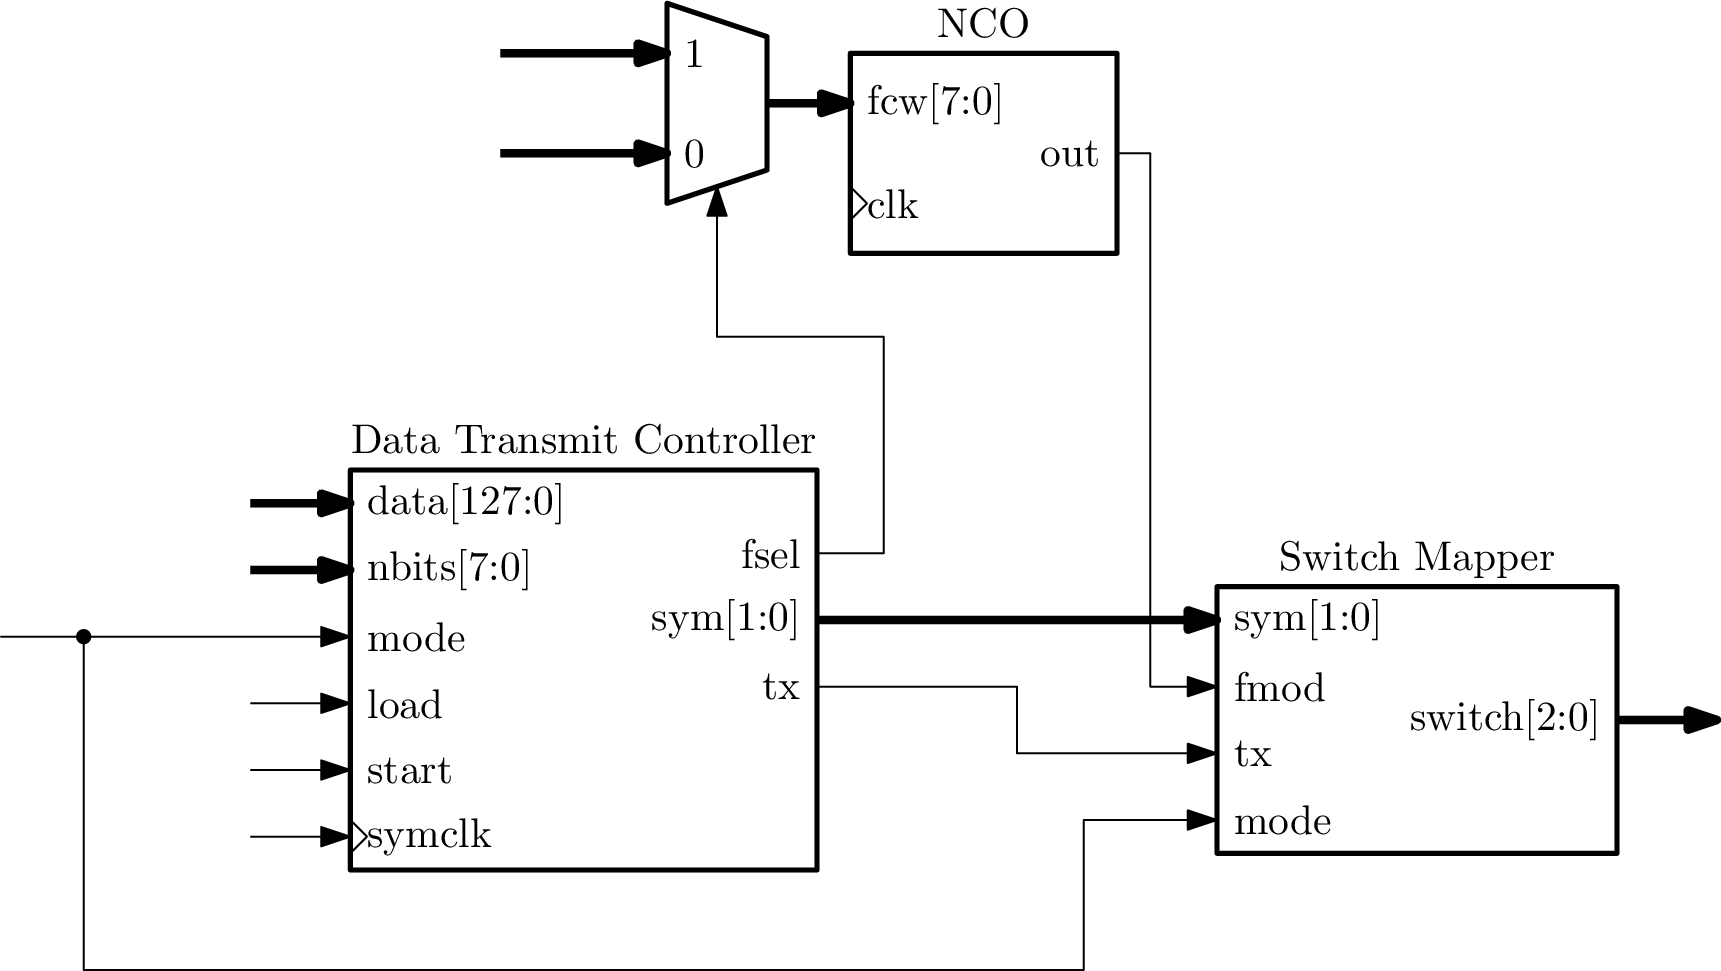 NCO
1
0
fcw[7:0]
out
clk
Data Transmit Controller
data[127:0]
nbits[7:0]
mode
load
start
symclk
fsel
sym[1:0]
tx
Switch Mapper
sym[1:0]
fmod
tx
mode
switch[2:0]